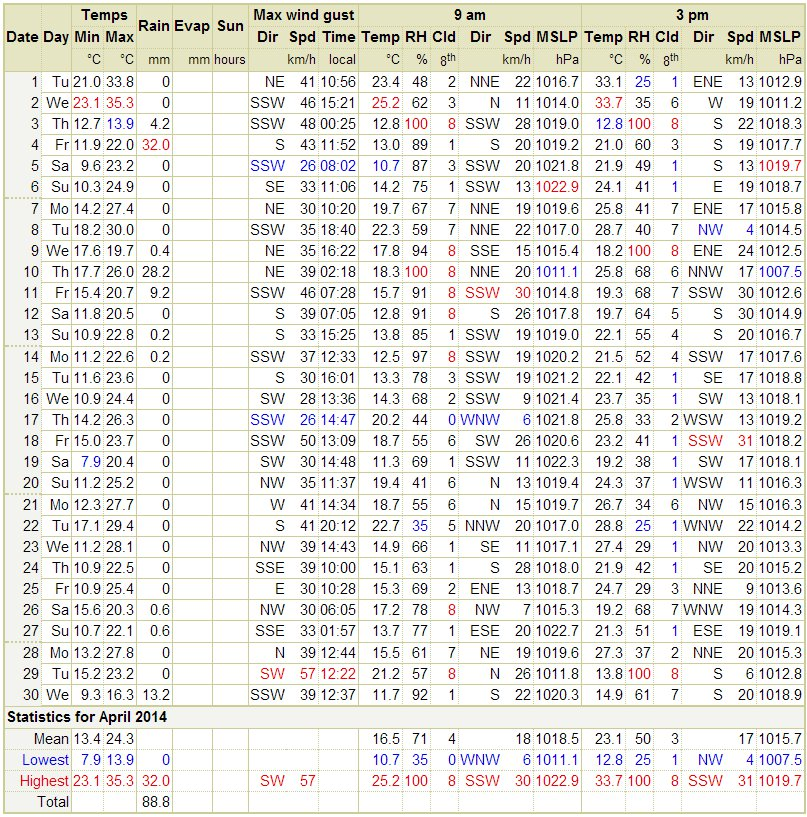 Temps Rain Evap Sun Max wind gust 9 am 3 pm
Date Day Min Max Dir Spd Time Temp RH Cld Dir Spd MSLP Temp RH Cld Dir Spd MSLP
°C °C mm mm hours km/h local °C % 8th km/h hPa °C % 8th km/h hPa
1 Tu 21.0 33.8 0 NE 41 10:56 23.4 48 2 NNE 22 1016.7 33.1 25 1 ENE 13 1012.9
2 We 23.1 35.3 0 SSW 46 15:21 25.2 62 3 N 11 1014.0 33.7 35 6 W 19 1011.2
3 Th 12.7 13.9 4.2 SSW 48 00:25 12.8 100 8 SSW 28 1019.0 12.8 100 8 S 22 1018.3
4 Fr 11.9 22.0 32.0 S 43 11:52 13.0 89 1 S 20 1019.2 21.0 60 3 S 19 1017.7
5 Sa 9.6 23.2 0 SSW 26 08:02 10.7 87 3 SSW 20 1021.8 21.9 49 1 S 13 1019.7
6 Su 10.3 24.9 0 SE 33 11:06 14.2 75 1 SSW 13 1022.9 24.1 41 1 E 19 1018.7
7 Mo 14.2 27.4 0 NE 30 10:20 19.7 67 7 NNE 19 1019.6 25.8 41 7 ENE 17 1015.8
8 Tu 18.2 30.0 0 SSW 35 18:40 22.3 59 7 NNE 22 1017.0 28.7 40 7 NW 4 1014.5
9 We 17.6 19.7 0.4 NE 35 16:22 17.8 94 8 SSE 15 1015.4 18.2 100 8 ENE 24 1012.5
10 Th 17.7 26.0 28.2 NE 39 02:18 18.3 100 8 NNE 20 1011.1 25.8 68 6 NNW 17 1007.5
11 Fr 15.4 20.7 9.2 SSW 46 07:28 15.7 91 8 SSW 30 1014.8 19.3 68 7 SSW 30 1012.6
12 Sa 11.8 20.5 0 S 39 07:05 12.8 91 8 S 26 1017.8 19.7 64 5 S 30 1014.9
13 Su 10.9 22.8 0.2 S 33 15:25 13.8 85 1 SSW 19 1019.0 22.1 55 4 S 20 1016.7
14 Mo 11.2 22.6 0.2 SSW 37 12:33 12.5 97 8 SSW 19 1020.2 21.5 52 4 SSW 17 1017.6
15 Tu 11.6 23.6 0 S 30 16:01 13.3 78 3 SSW 19 1021.2 22.1 42 1 SE 17 1018.8
16 We 10.9 24.4 0 SW 28 13:36 14.3 68 2 SSW 9 1021.4 23.7 35 1 SW 13 1018.1
17 Th 14.2 26.3 0 SSW 26 14:47 20.2 44 0 WNW 6 1021.8 25.8 33 2 WSW 13 1019.2
18 Fr 15.0 23.7 0 SSW 50 13:09 18.7 55 6 SW 26 1020.6 23.2 41 1 SSW 31 1018.2
19 Sa 7.9 20.4 0 SW 30 14:48 11.3 69 1 SSW 11 1022.3 19.2 38 1 SW 17 1018.1
20 Su 11.2 25.2 0 NW 35 11:37 19.4 41 6 N 13 1019.4 24.3 37 1 WSW 11 1016.3
21 Mo 12.3 27.7 0 W 41 14:34 18.7 55 6 N 15 1019.7 26.7 34 6 NW 15 1016.3
22 Tu 17.1 29.4 0 S 41 20:12 22.7 35 5 NNW 20 1017.0 28.8 25 1 WNW 22 1014.2
23 We 11.2 28.1 0 NW 39 14:43 14.9 66 1 SE 11 1017.1 27.4 29 1 NW 20 1013.3
24 Th 10.9 22.5 0 SSE 39 10:00 15.1 63 1 S 28 1018.0 21.9 42 1 SE 20 1015.2
25 Fr 10.9 25.4 0 E 30 10:28 15.3 69 2 ENE 13 1018.7 24.7 29 3 NNE 9 1013.6
26 Sa 15.6 20.3 0.6 NW 30 06:05 17.2 78 8 NW 7 1015.3 19.2 68 7 WNW 19 1014.3
27 Su 10.7 22.1 0.6 SSE 33 01:57 13.7 77 1 ESE 20 1022.7 21.3 51 1 ESE 19 1019.1
28 Mo 13.2 27.8 0 N 39 12:44 15.5 61 7 NE 19 1019.6 27.3 37 2 NNE 20 1015.3
29 Tu 15.2 23.2 0 SW 57 12:22 21.2 57 8 N 26 1011.8 13.8 100 8 S 6 1012.8
30 We 9.3 16.3 13.2 SSW 39 12:37 11.7 92 1 S 22 1020.3 14.9 61 7 S 20 1018.9
Statistics for April 2014
Mean 13.4 24.3 16.5 71 4 18 1018.5 23.1 50 3 17 1015.7
Lowest 7.9 13.9 0 10.7 35 0 WNW 6 1011.1 12.8 25 1 NW 4 1007.5
Highest 23.1 35.3 32.0 SW 57 25.2 100 8 SSW 30 1022.9 33.7 100 8 SSW 31 1019.7
Total 88.8